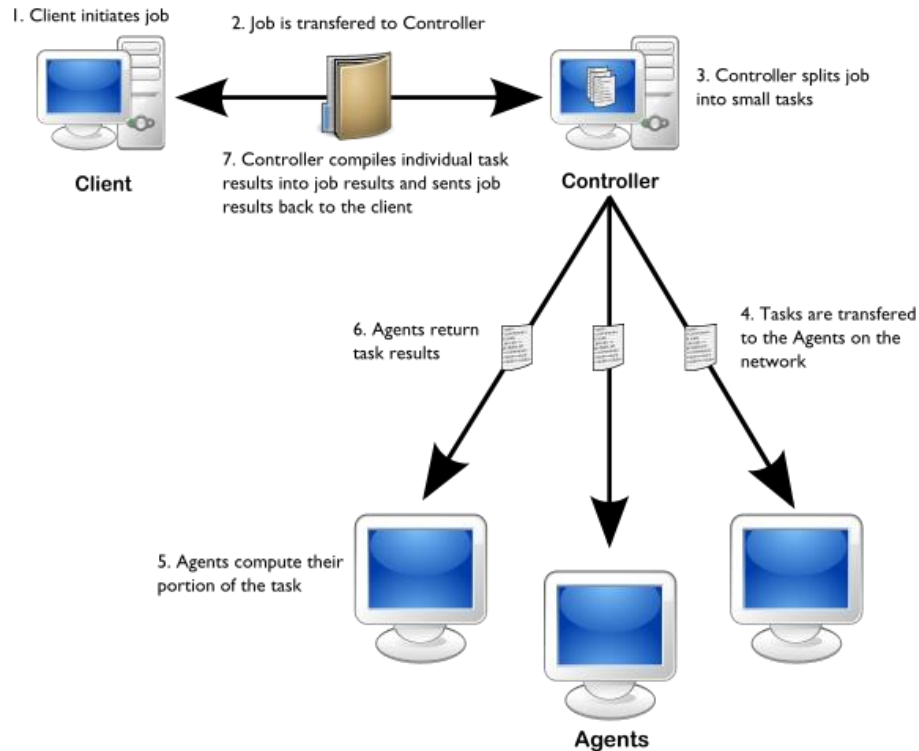 1. Client initiates job
2. Job is transfered to Controller
3. Controller splits job
into small tasks
7. Controller compiles individual task
results into job results and sents job
results back to the client
Client
Controller
4. Tasks are transfered
to the Agents on the
network
6. Agents return
task results
5. Agents compute their
portion of the task
Agents